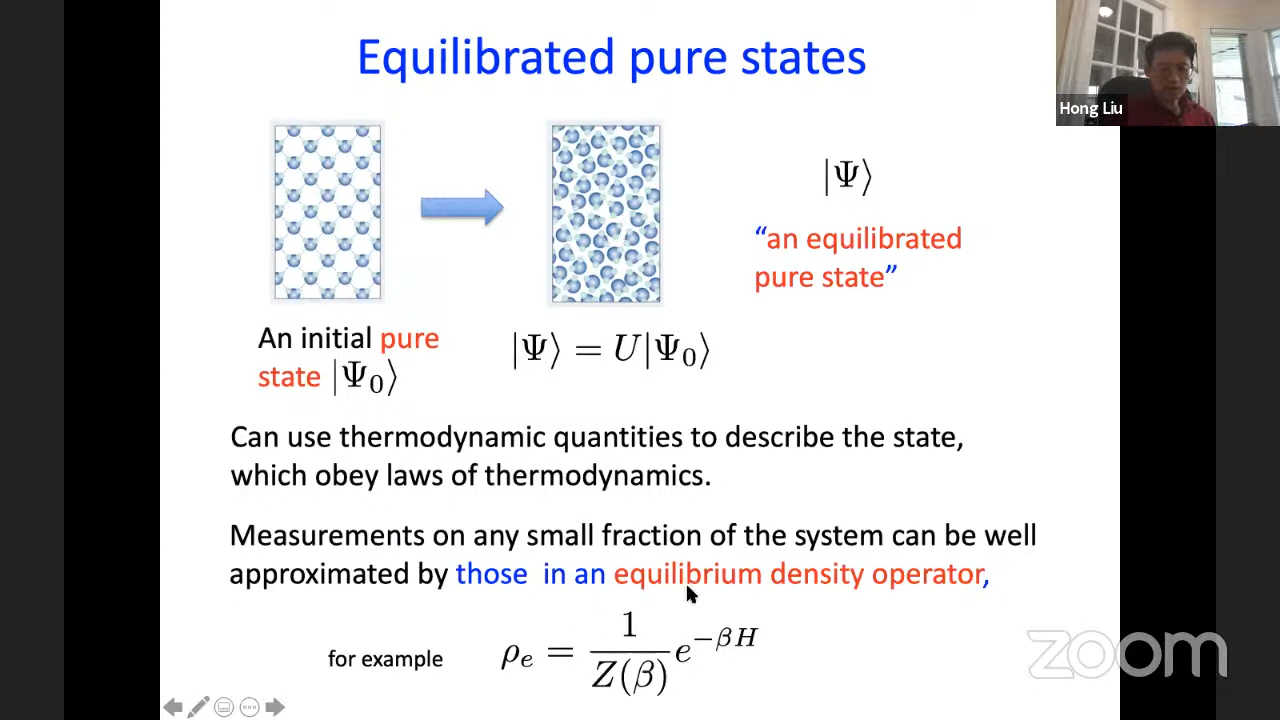 Equilibrated pure states
Hong Liu
|Ψ⟩
“an equilibrated
pure state”
An initial pure
state |Ψ₀⟩
|Ψ⟩ = U|Ψ₀⟩
Can use thermodynamic quantities to describe the state,
which obey laws of thermodynamics.
Measurements on any small fraction of the system can be well
approximated by those in an equilibrium density operator,
for example
ρₑ = 1/Z(β) e^{−βH}
zoom